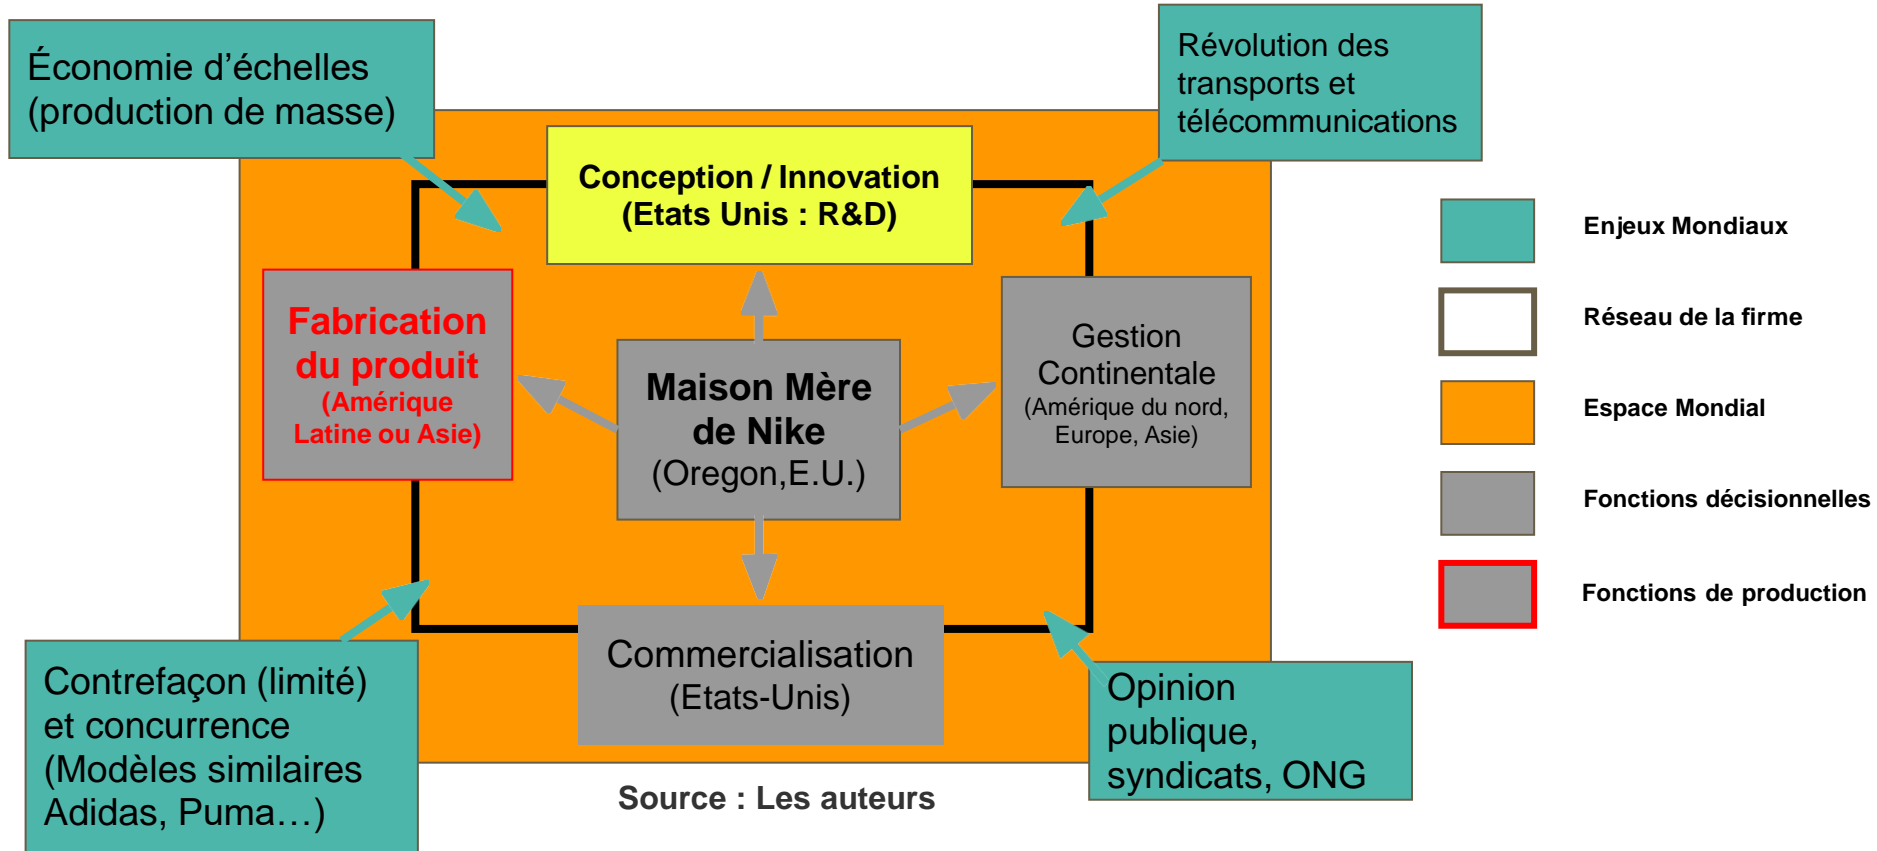 Économie d’échelles
(production de masse)
Révolution des
transports et
télécommunications
Conception / Innovation
(Etats Unis : R&D)
Fabrication
du produit
(Amérique
Latine ou Asie)
Maison Mère
de Nike
(Oregon,E.U.)
Gestion
Continentale
(Amérique du nord,
Europe, Asie)
Commercialisation
(Etats-Unis)
Contrefaçon (limité)
et concurrence
(Modèles similaires
Adidas, Puma…)
Opinion
publique,
syndicats, ONG
Source : Les auteurs
Enjeux Mondiaux
Réseau de la firme
Espace Mondial
Fonctions décisionnelles
Fonctions de production